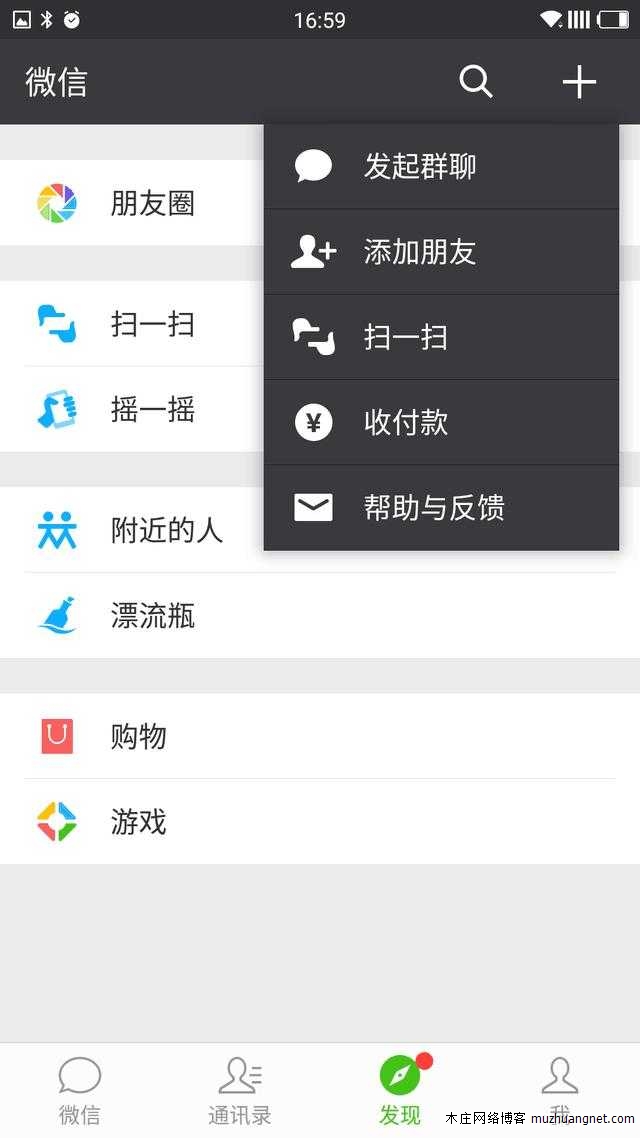 16:59
微信
发起群聊
朋友圈
添加朋友
扫一扫
扫一扫
摇一摇
收付款
帮助与反馈
附近的人
漂流瓶
购物
游戏
微信
通讯录
发现
我
木庄网络博客 muzhuangnet.com